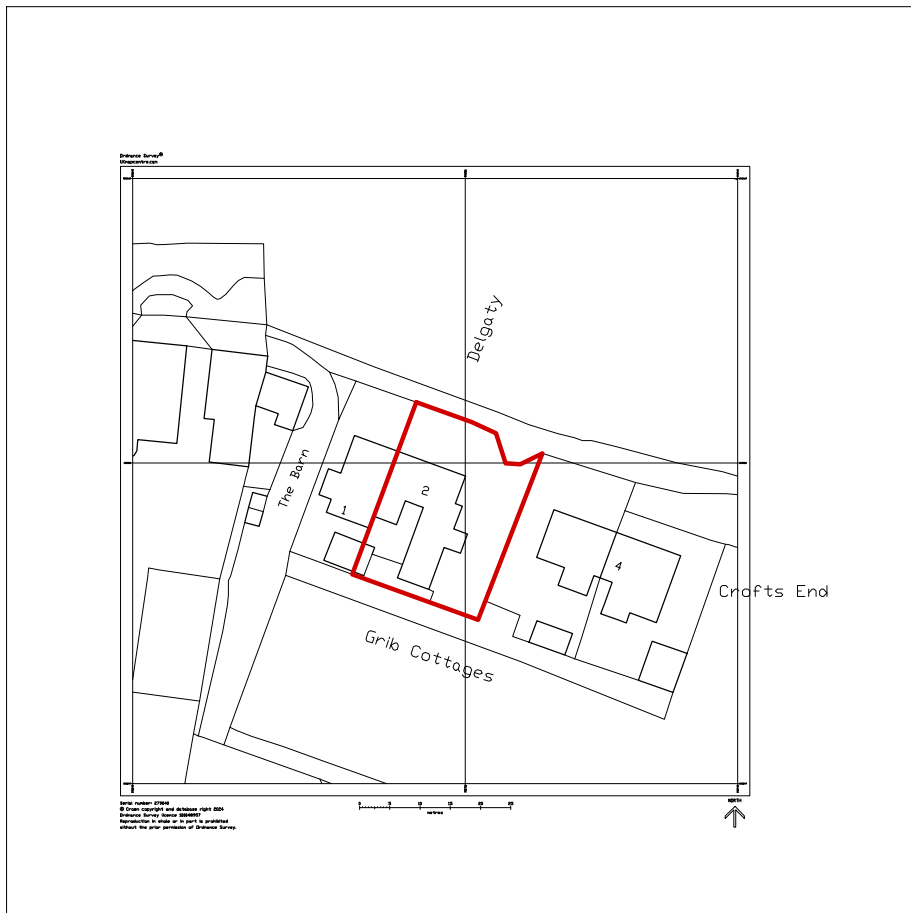 Ordnance Survey®
UKmapcentre.com
Delgaty
The Barn
2
1
4
Crofts End
Grib Cottages
© Crown copyright and database right 2024
Reproduction in whole or in part is prohibited
without the prior permission of Ordnance Survey.
0 5 10 15 20 25
metres
NORTH